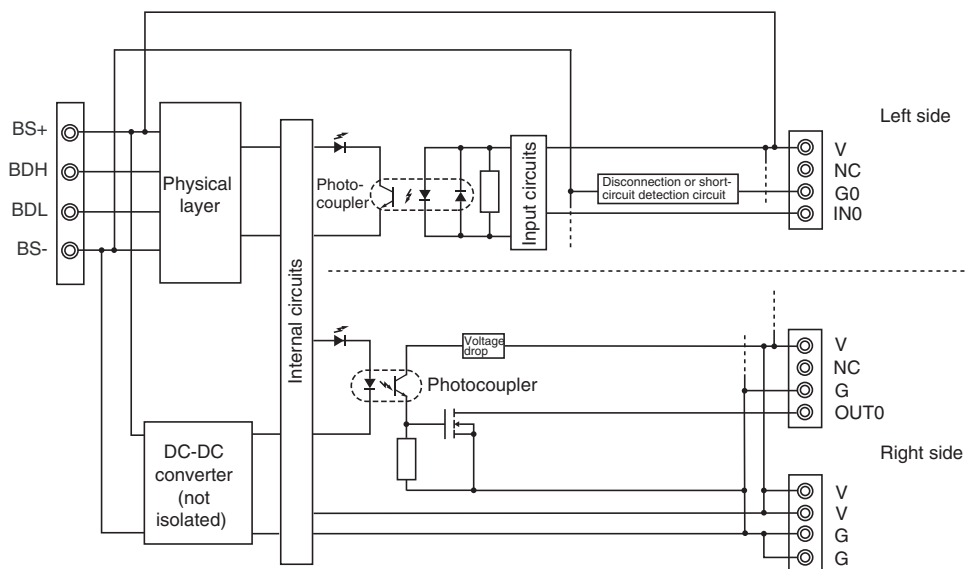 Left side
BS+
BDH
BDL
BS-
Physical
layer
Photo-
coupler
Internal circuits
Input circuits
Disconnection or short-
circuit detection circuit
V
NC
G0
IN0
Voltage
drop
Photocoupler
V
NC
G
OUT0
Right side
DC-DC
converter
(not
isolated)
V
V
G
G